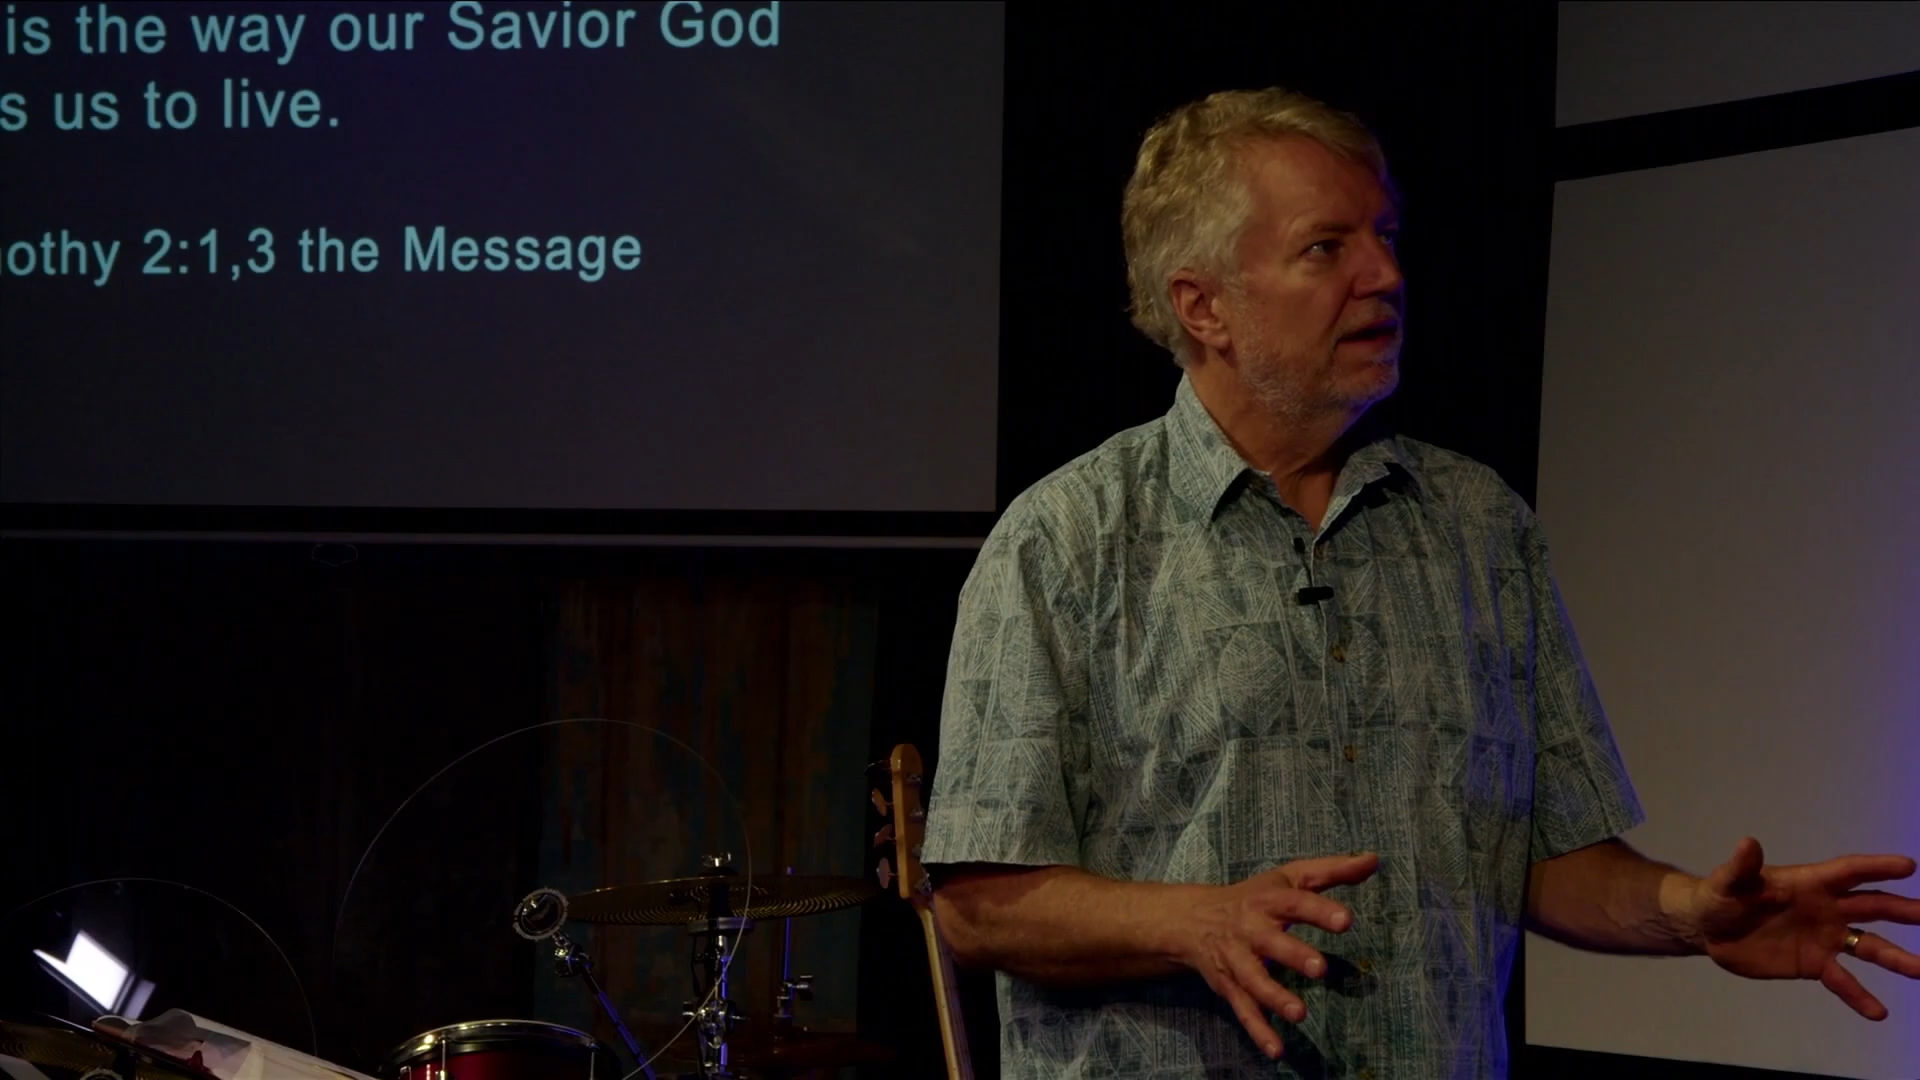 is the way our Savior God
s us to live.
othy 2:1,3 the Message